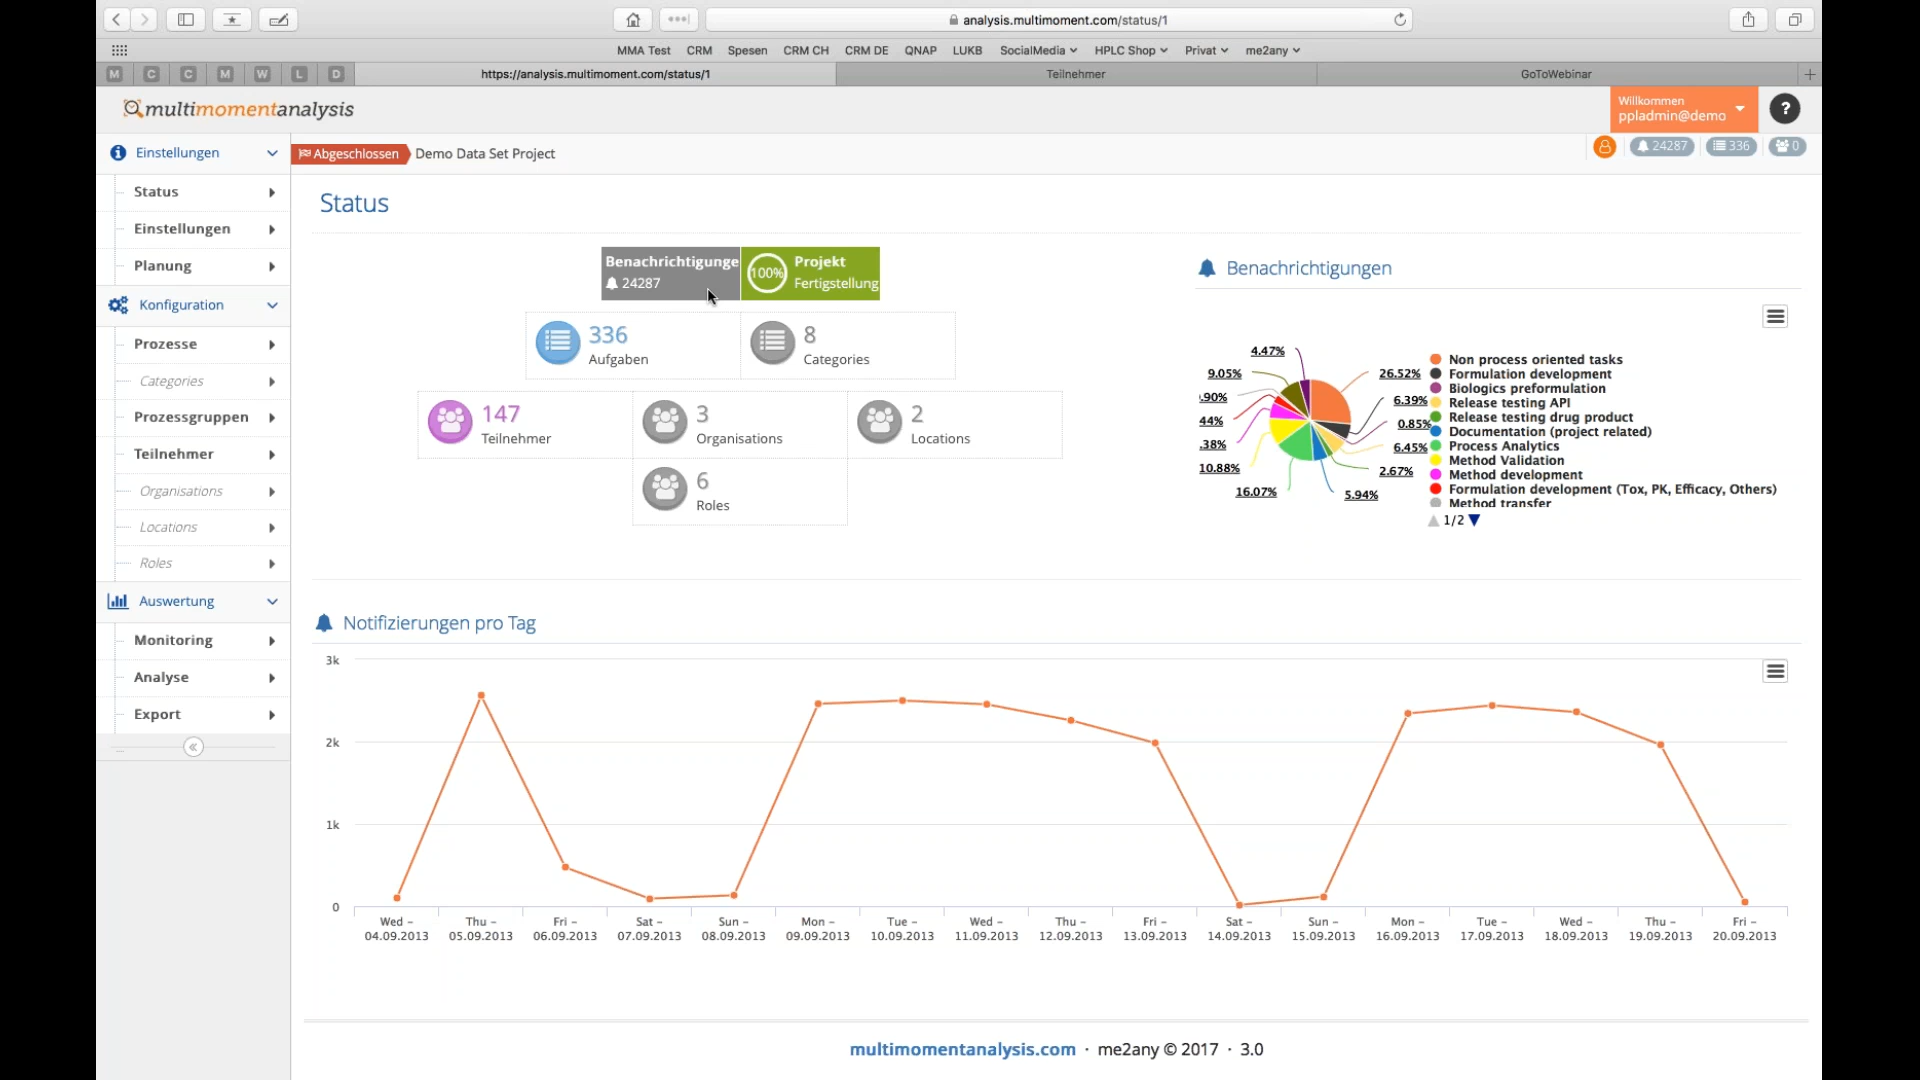 analysis.multimoment.com/status/1
MMA Test CRM Spesen CRM CH CRM DE QNAP LUKB SocialMedia HPLC Shop Privat me2any
M C C M W L D https://analysis.multimoment.com/status/1 Teilnehmer GoToWebinar
multimomentanalysis
Willkommen
ppladmin@demo
?
Einstellungen
Abgeschlossen Demo Data Set Project
24287 336 0
Status
Einstellungen
Planung
Konfiguration
Prozesse
Categories
Prozessgruppen
Teilnehmer
Organisations
Locations
Roles
Auswertung
Monitoring
Analyse
Export
Status
Benachrichtigunge
24287
100%
Projekt
Fertigstellung
336
Aufgaben
8
Categories
147
Teilnehmer
3
Organisations
2
Locations
6
Roles
Benachrichtigungen
4.47%
9.05%
.90%
44%
.38%
10.88%
16.07%
26.52%
6.39%
0.85%
6.45%
2.67%
5.94%
Non process oriented tasks
Formulation development
Biologics preformulation
Release testing API
Release testing drug product
Documentation (project related)
Process Analytics
Method Validation
Method development
Formulation development (Tox, PK, Efficacy, Others)
Method transfer
1/2
Notifizierungen pro Tag
3k
2k
1k
0
Wed - 04.09.2013
Thu - 05.09.2013
Fri - 06.09.2013
Sat - 07.09.2013
Sun - 08.09.2013
Mon - 09.09.2013
Tue - 10.09.2013
Wed - 11.09.2013
Thu - 12.09.2013
Fri - 13.09.2013
Sat - 14.09.2013
Sun - 15.09.2013
Mon - 16.09.2013
Tue - 17.09.2013
Wed - 18.09.2013
Thu - 19.09.2013
Fri - 20.09.2013
multimomentanalysis.com · me2any © 2017 · 3.0